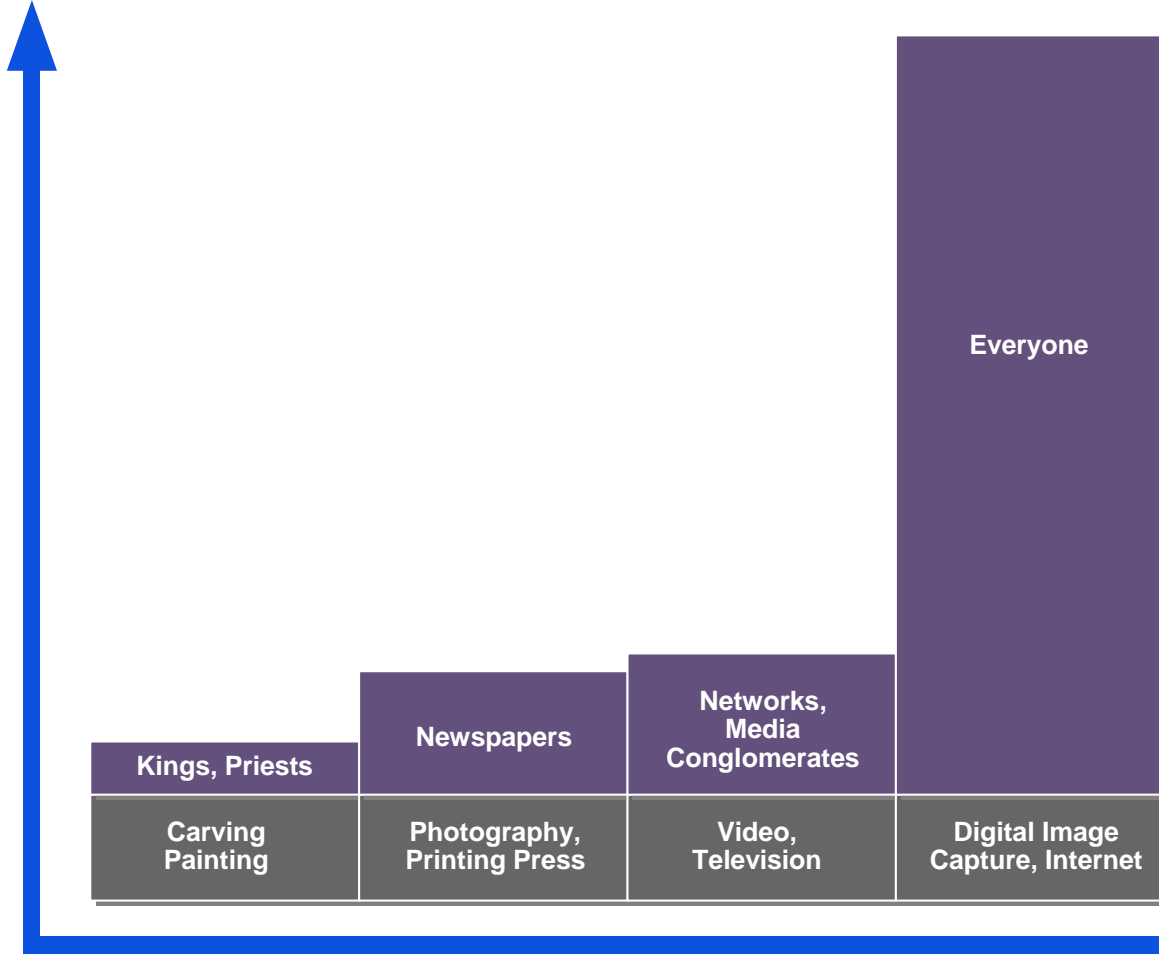 Everyone
Networks,
Media
Conglomerates
Newspapers
Kings, Priests
Carving
Painting
Photography,
Printing Press
Video,
Television
Digital Image
Capture, Internet